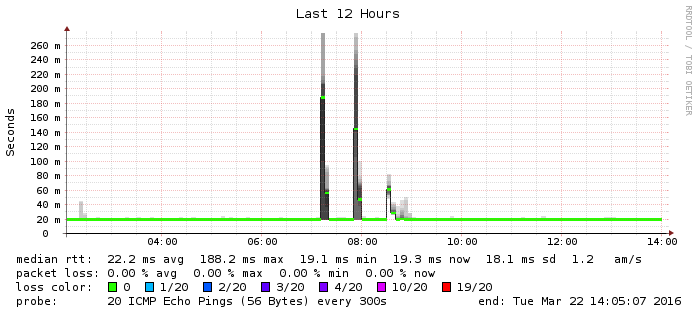 Last 12 Hours
RRDTOOL / TOBI OETIKER
Seconds
260 m
240 m
220 m
200 m
180 m
160 m
140 m
120 m
100 m
80 m
60 m
40 m
20 m
0
04:00 06:00 08:00 10:00 12:00 14:00
median rtt: 22.2 ms avg 188.2 ms max 19.1 ms min 19.3 ms now 18.1 ms sd 1.2 am/s
packet loss: 0.00 % avg 0.00 % max 0.00 % min 0.00 % now
loss color: 0 1/20 2/20 3/20 4/20 10/20 19/20
probe: 20 ICMP Echo Pings (56 Bytes) every 300s end: Tue Mar 22 14:05:07 2016